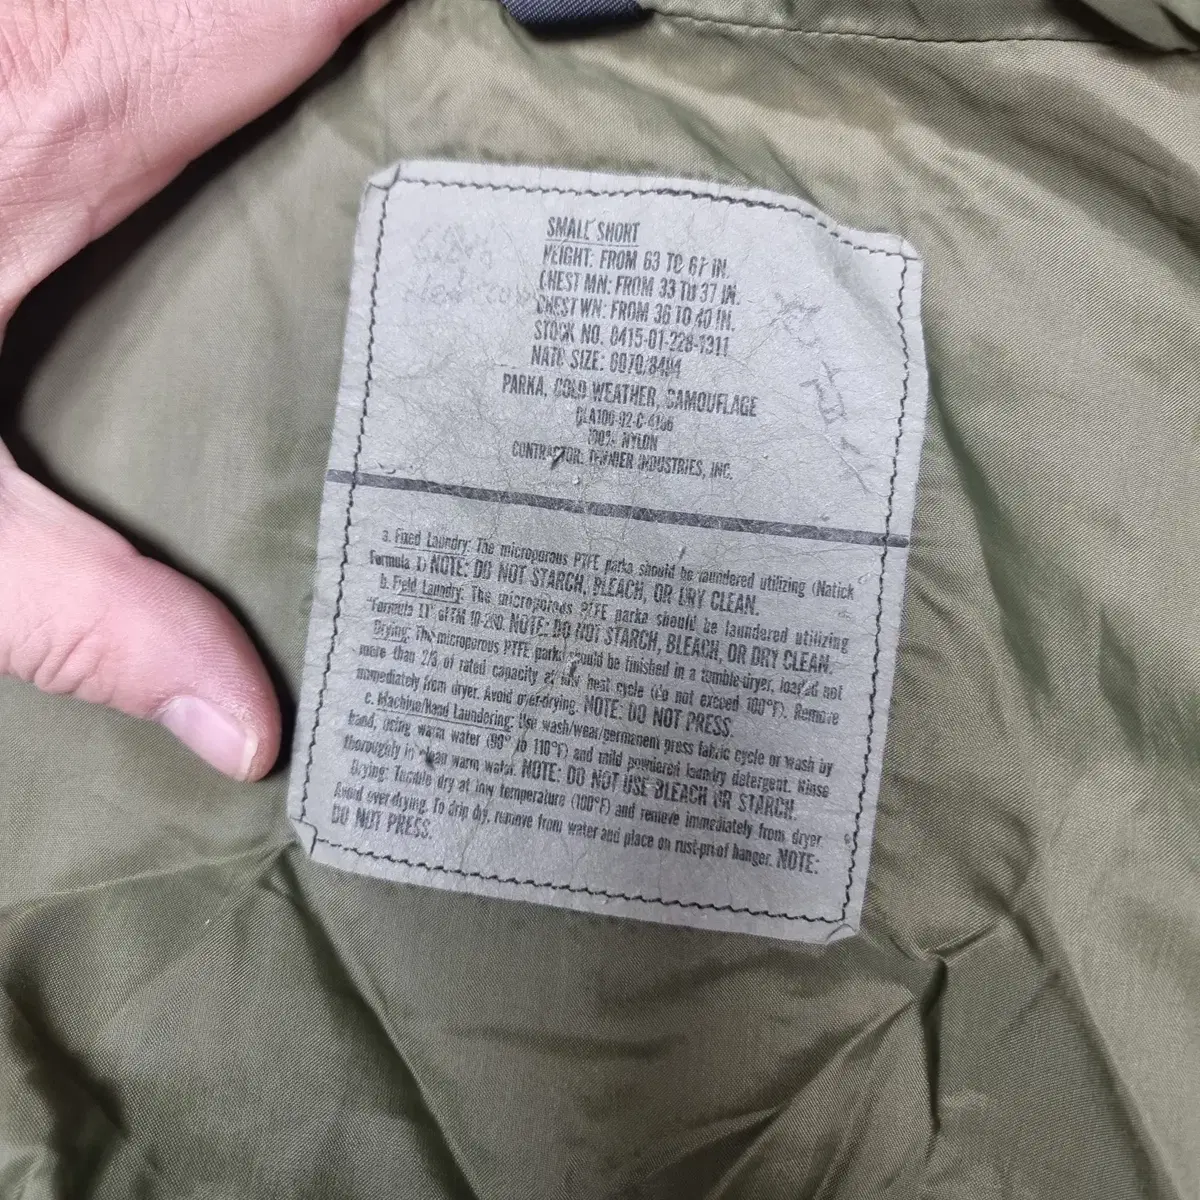 SMALL SHORT
HEIGHT: FROM 63 TO 67 IN.
CHEST MN: FROM 33 TO 37 IN.
CHEST WN: FROM 36 TO 40 IN.
STOCK NO. 8415-01-228-1311
NATO SIZE: 6070/8494
PARKA, COLD WEATHER, CAMOUFLAGE
DLA100-92-C-4166
100% NYLON
CONTRACTOR: TENNIER INDUSTRIES, INC.
a. Fixed Laundry: The microporous PTFE parka should be laundered utilizing (Natick
Formula 1) NOTE: DO NOT STARCH, BLEACH, OR DRY CLEAN.
b. Field Laundry: The microporous PTFE parka should be laundered utilizing
"Formula II" of FM 10-280. NOTE: DO NOT STARCH, BLEACH, OR DRY CLEAN.
Drying: The microporous PTFE parka should be finished in a tumble-dryer, loaded not
more than 2/3 of rated capacity at low heat cycle (Do not exceed 100°F). Remove
immediately from dryer. Avoid over-drying. NOTE: DO NOT PRESS.
c. Machine/Hand Laundering: Use wash/wear/permanent press fabric cycle or wash by
hand, using warm water (90° to 110°F) and mild powdered laundry detergent. Rinse
thoroughly in clean warm water. NOTE: DO NOT USE BLEACH OR STARCH.
Drying: Tumble dry at low temperature (100°F) and remove immediately from dryer.
Avoid over-drying. To drip dry, remove from water and place on rust-proof hanger. NOTE:
DO NOT PRESS.